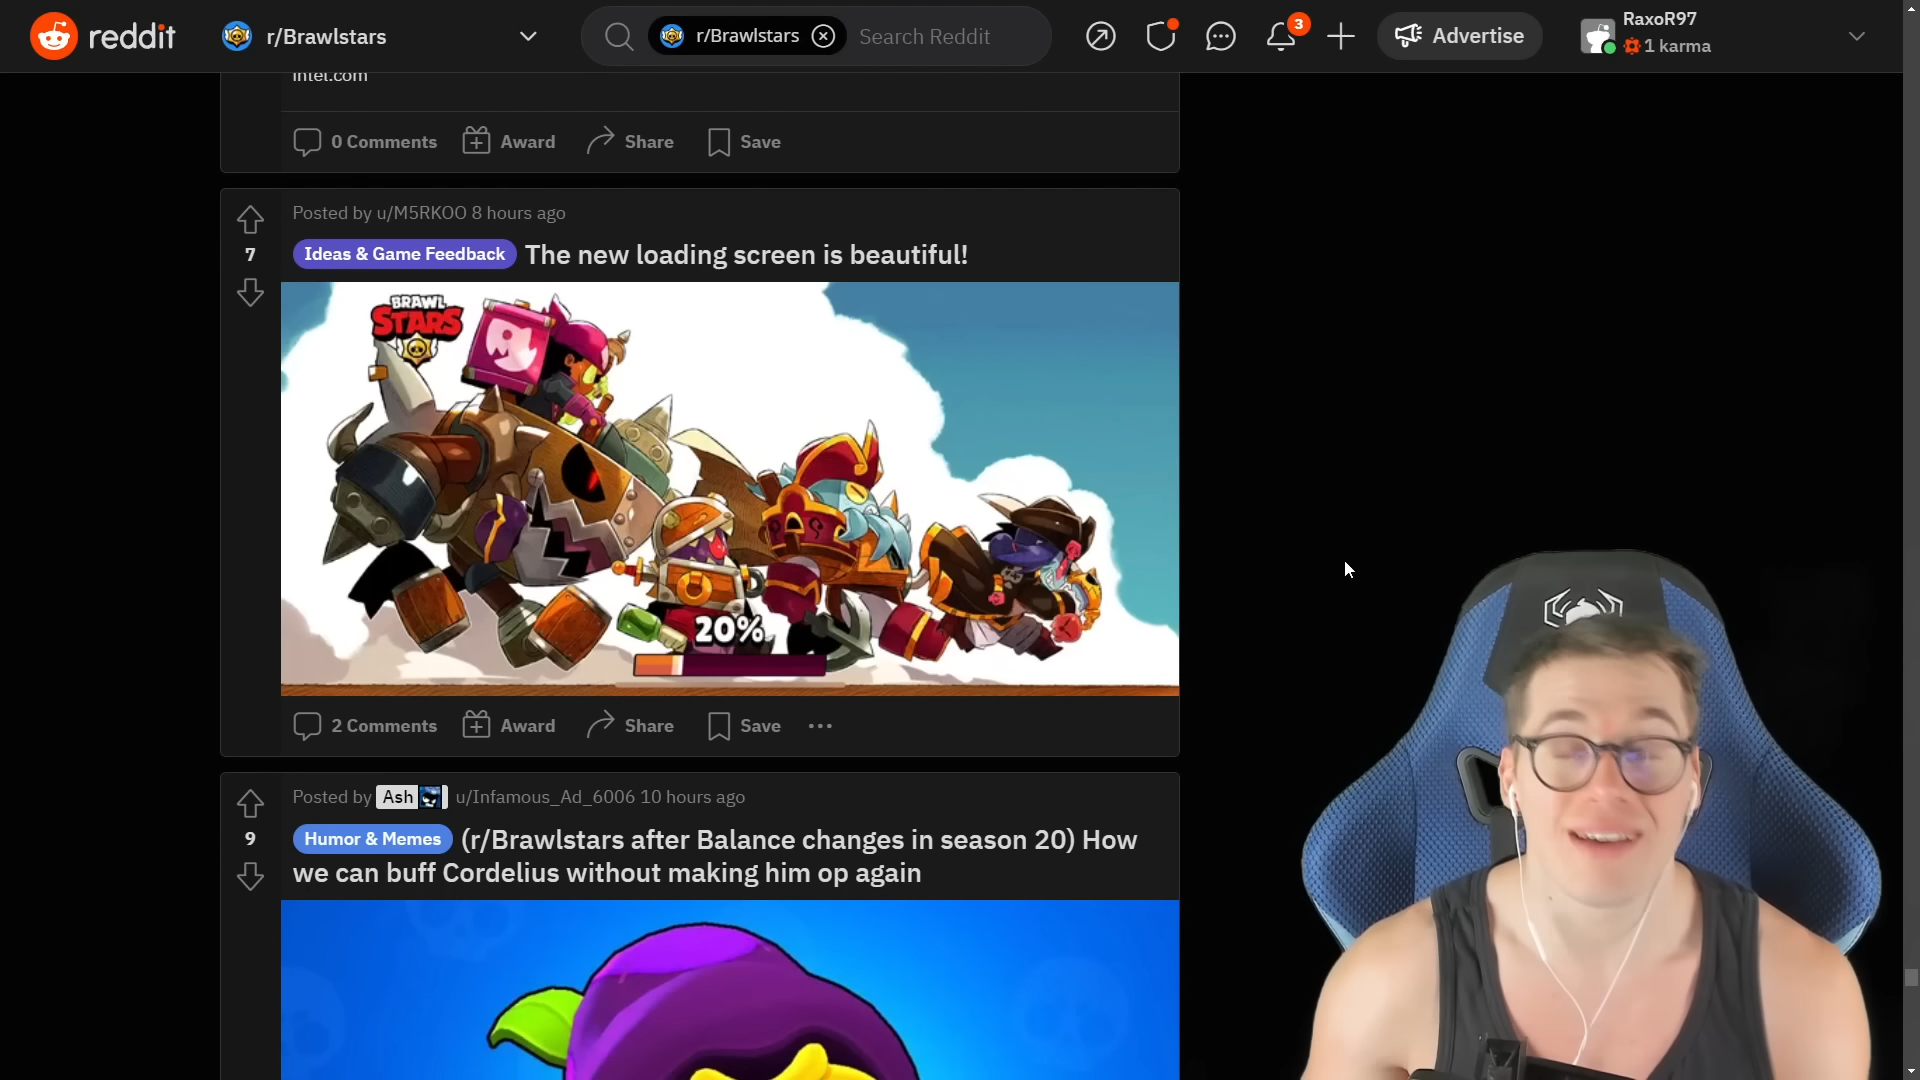 reddit
r/Brawlstars
r/Brawlstars
Search Reddit
3
Advertise
RaxoR97
1 karma
intel.com
0 Comments
Award
Share
Save
Posted by u/M5RKOO 8 hours ago
7
Ideas & Game Feedback
The new loading screen is beautiful!
BRAWL
STARS
20%
2 Comments
Award
Share
Save
Posted by Ash u/Infamous_Ad_6006 10 hours ago
9
Humor & Memes
(r/Brawlstars after Balance changes in season 20) How
we can buff Cordelius without making him op again